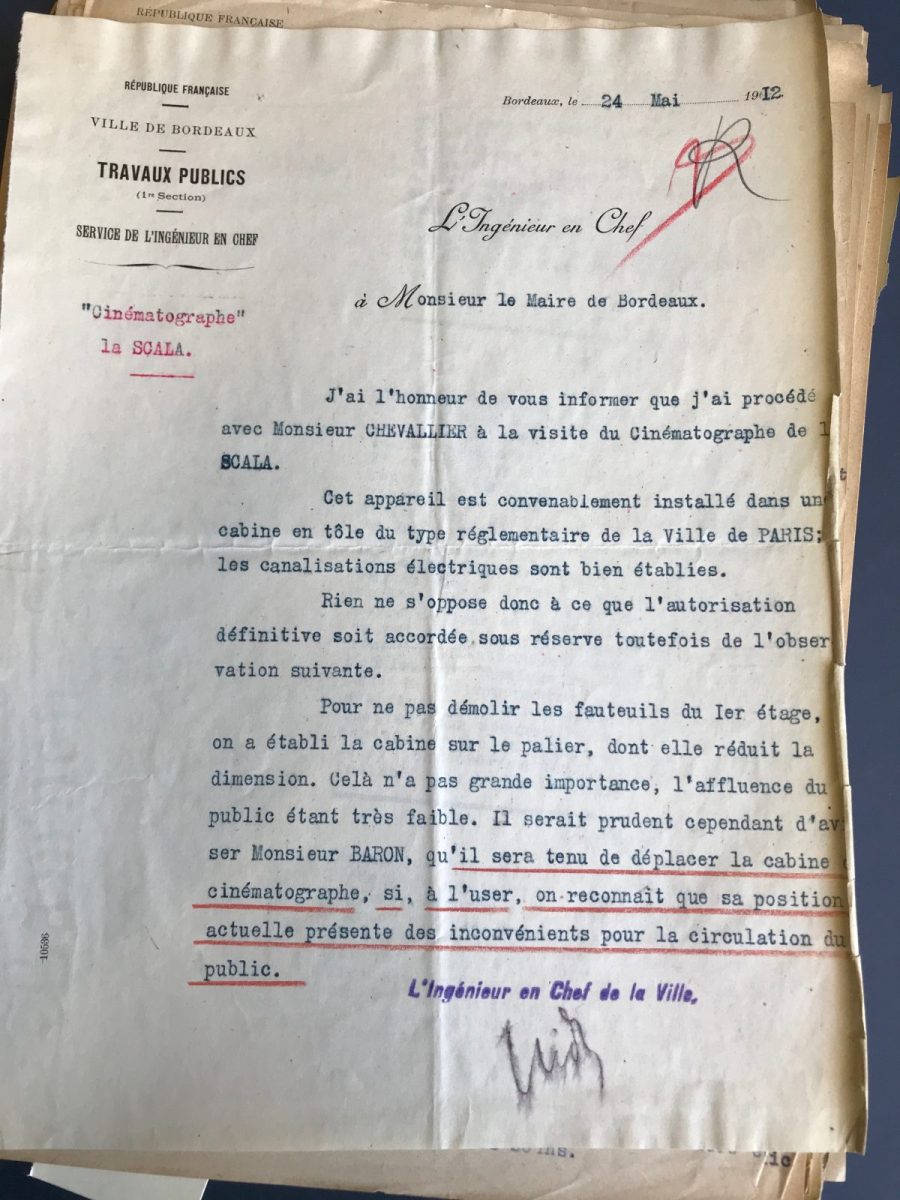 RÉPUBLIQUE FRANÇAISE
RÉPUBLIQUE FRANÇAISE
VILLE DE BORDEAUX
TRAVAUX PUBLICS
(1re Section)
SERVICE DE L'INGÉNIEUR EN CHEF
Bordeaux, le 24 Mai 1912
R
L'Ingénieur en Chef
à Monsieur le Maire de Bordeaux.
"Cinématographe"
la SCALA.
J'ai l'honneur de vous informer que j'ai procédé
avec Monsieur CHEVALLIER à la visite du Cinématographe de l
SCALA.
Cet appareil est convenablement installé dans un
cabine en tôle du type réglementaire de la Ville de PARIS;
les canalisations électriques sont bien établies.
Rien ne s'oppose donc à ce que l'autorisation
définitive soit accordée sous réserve toutefois de l'obser
vation suivante.
Pour ne pas démolir les fauteuils du Ier étage,
on a établi la cabine sur le palier, dont elle réduit la
dimension. Celà n'a pas grande importance, l'affluence du
public étant très faible. Il serait prudent cependant d'avi
ser Monsieur BARON, qu'il sera tenu de déplacer la cabine
cinématographe, si, à l'user, on reconnaît que sa position
actuelle présente des inconvénients pour la circulation du
public.
L'Ingénieur en Chef de la Ville,